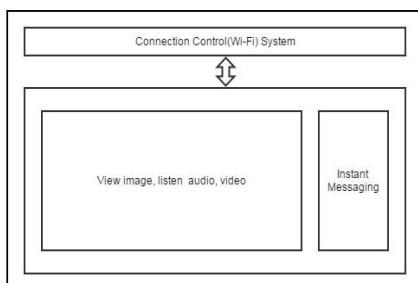 Connection Control(Wi-Fi) System
View image, listen audio, video
Instant
Messaging